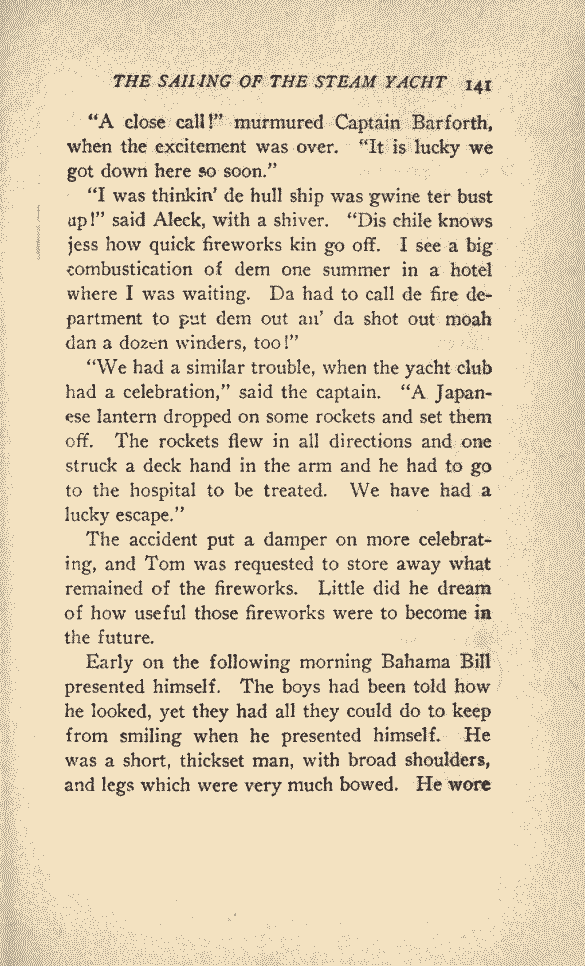 THE SAILING OF THE STEAM YACHT 141
“A close call!” murmured Captain Barforth,
when the excitement was over. “It is lucky we
got down here so soon.”
“I was thinkin’ de hull ship was gwine ter bust
up!” said Aleck, with a shiver. “Dis chile knows
jess how quick fireworks kin go off. I see a big
combustication of dem one summer in a hotel
where I was waiting. Da had to call de fire de-
partment to put dem out an’ da shot out moah
dan a dozen winders, too!”
“We had a similar trouble, when the yacht club
had a celebration,” said the captain. “A Japan-
ese lantern dropped on some rockets and set them
off. The rockets flew in all directions and one
struck a deck hand in the arm and he had to go
to the hospital to be treated. We have had a
lucky escape.”
The accident put a damper on more celebrat-
ing, and Tom was requested to store away what
remained of the fireworks. Little did he dream
of how useful those fireworks were to become in
the future.
Early on the following morning Bahama Bill
presented himself. The boys had been told how
he looked, yet they had all they could do to keep
from smiling when he presented himself. He
was a short, thickset man, with broad shoulders,
and legs which were very much bowed. He wore